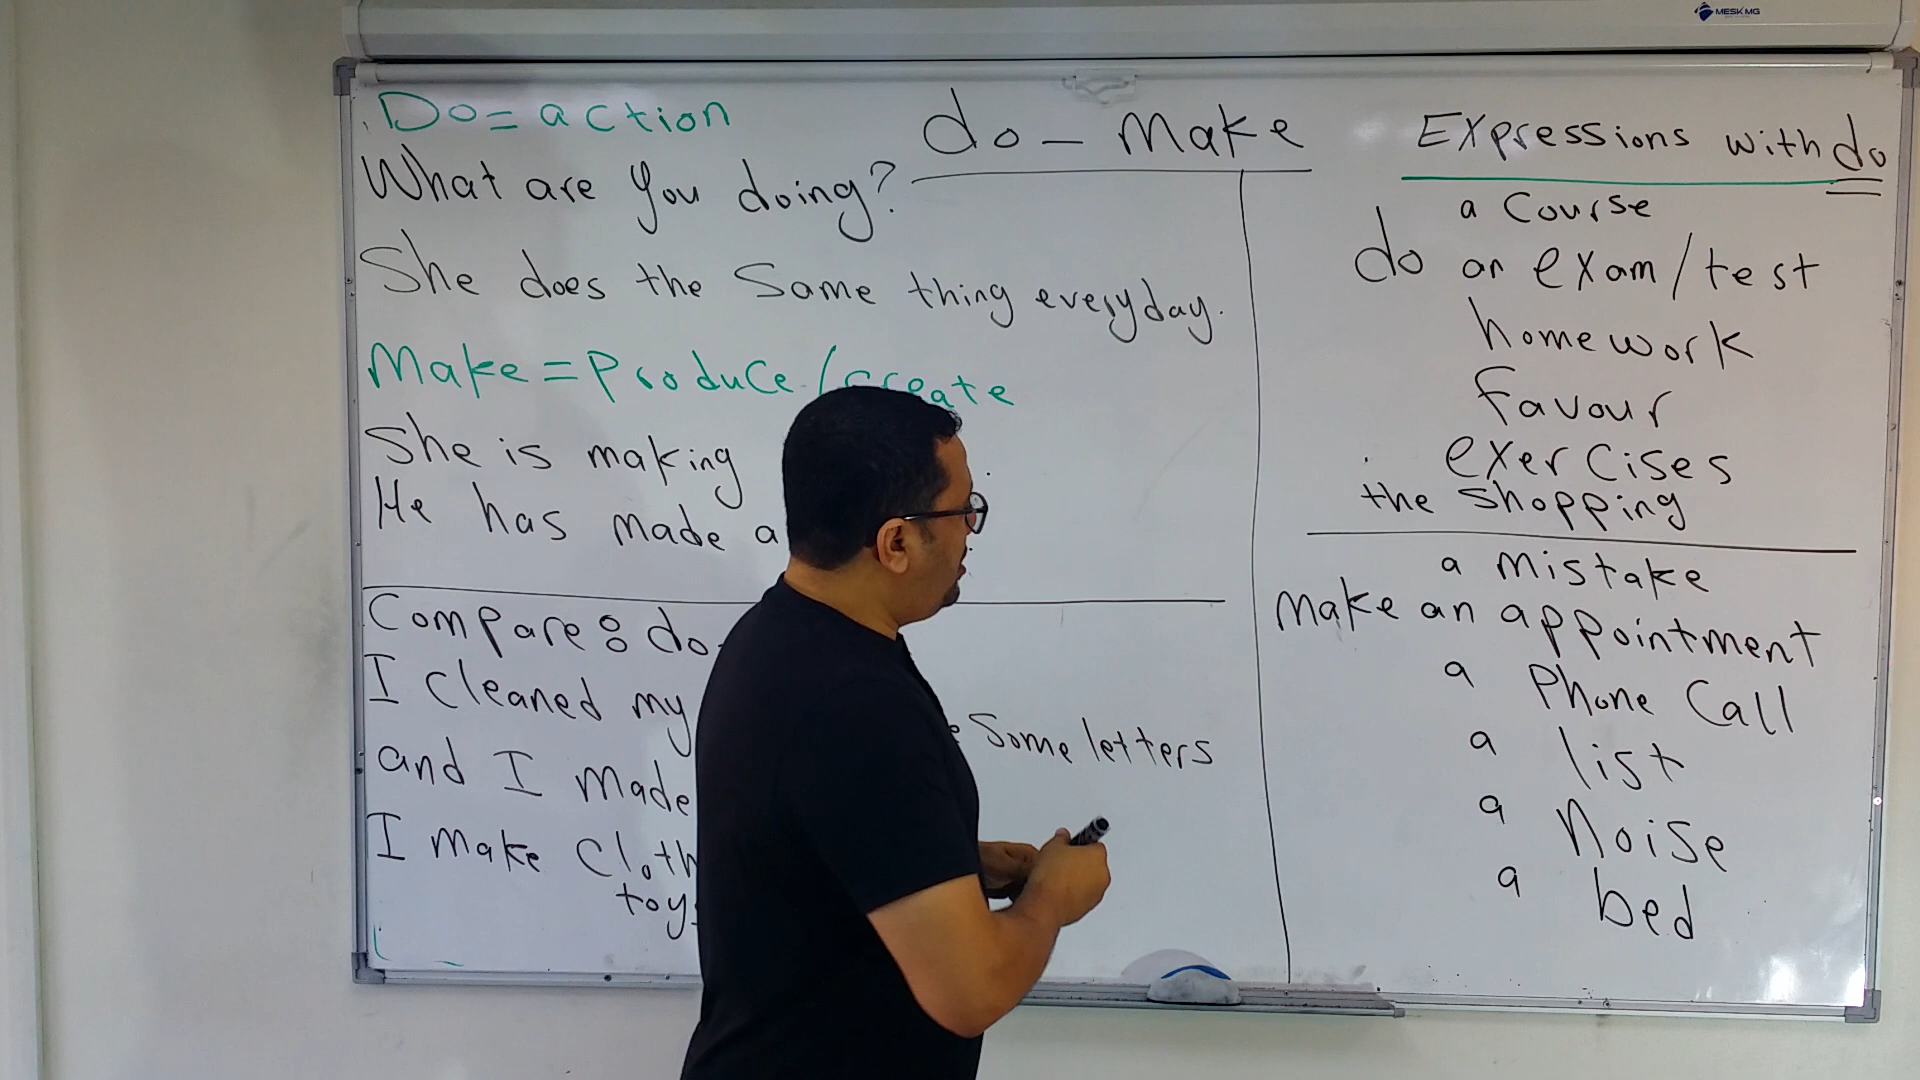 MESK MG
do - Make
Do = action
What are you doing?
She does the Same thing everyday.
Make = Produce / create
She is making
He has made a
Compare: do
I cleaned my
Some letters
and I made
I make
toys
Expressions with do
a Course
do an exam/test
homework
favour
exercises
the shopping
a mistake
Make an appointment
a Phone Call
a list
a Noise
a bed